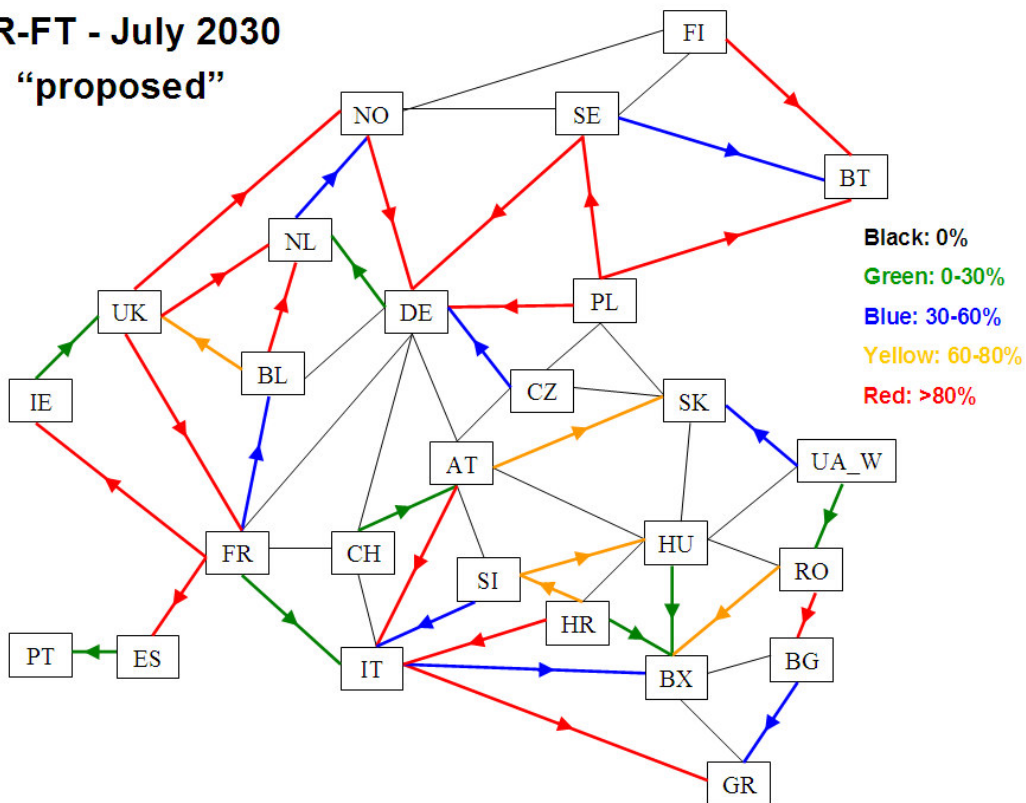 R-FT - July 2030
“proposed”
FI
NO
SE
BT
NL
Black: 0%
Green: 0-30%
UK
DE
PL
Blue: 30-60%
Yellow: 60-80%
BL
CZ
Red: >80%
IE
SK
AT
UA_W
FR
CH
HU
SI
RO
HR
PT
ES
IT
BX
BG
GR